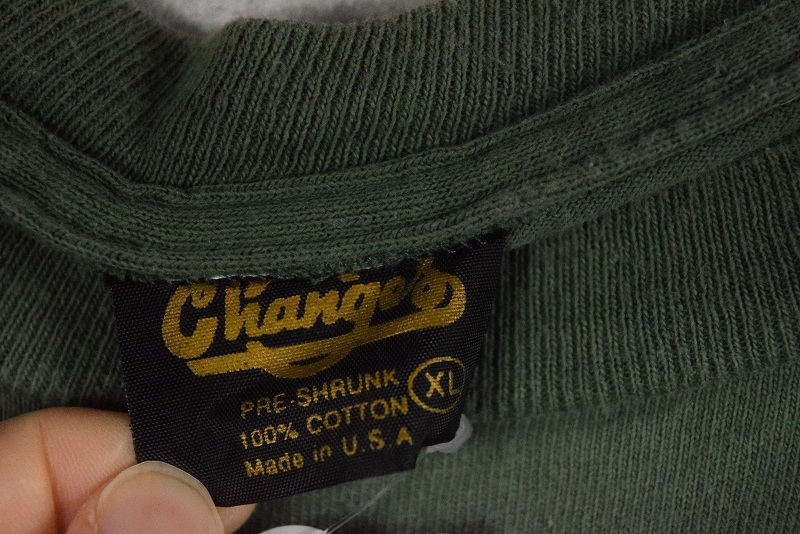 Changes
PRE-SHRUNK XL
100% COTTON
Made in U.S.A